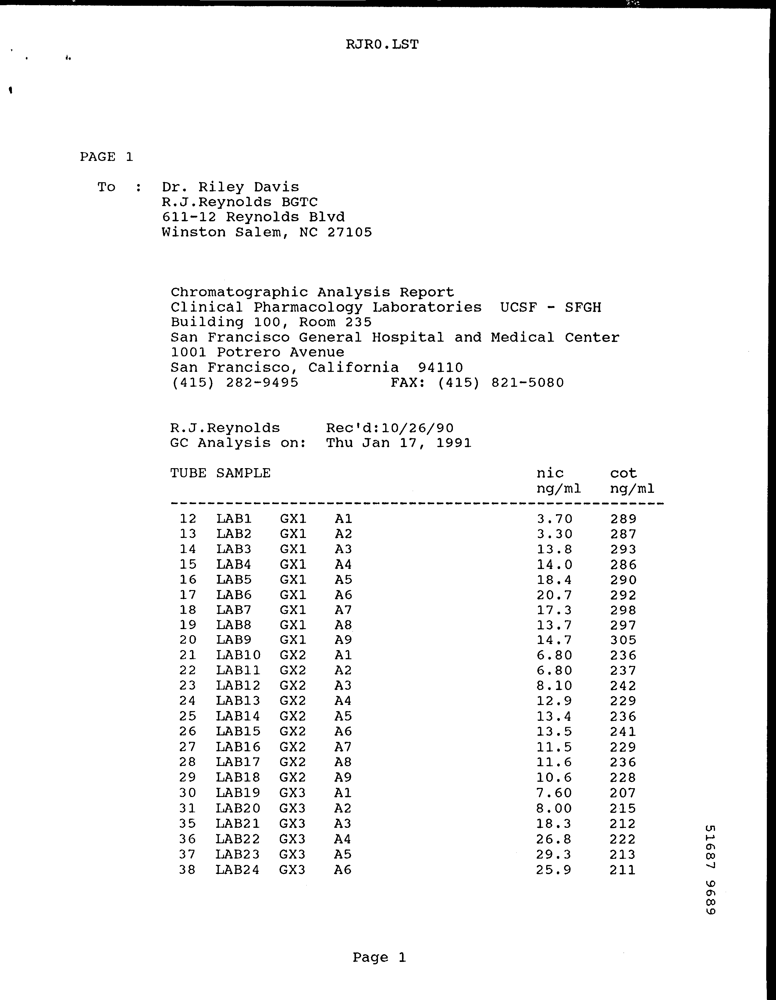 RJR0.LST
PAGE 1
To : Dr. Riley Davis
R.J.Reynolds BGTC
611-12 Reynolds Blvd
Winston Salem, NC 27105
Chromatographic Analysis Report
Clinical Pharmacology Laboratories UCSF - SFGH
Building 100, Room 235
San Francisco General Hospital and Medical Center
1001 Potrero Avenue
San Francisco, California 94110
(415) 282-9495 FAX: (415) 821-5080
R.J.Reynolds Rec'd:10/26/90
GC Analysis on: Thu Jan 17, 1991
TUBE SAMPLE nic cot
ng/ml ng/ml
12 LAB1 GX1 A1 3.70 289
13 LAB2 GX1 A2 3.30 287
14 LAB3 GX1 A3 13.8 293
15 LAB4 GX1 A4 14.0 286
16 LAB5 GX1 A5 18.4 290
17 LAB6 GX1 A6 20.7 292
18 LAB7 GX1 A7 17.3 298
19 LAB8 GX1 A8 13.7 297
20 LAB9 GX1 A9 14.7 305
21 LAB10 GX2 A1 6.80 236
22 LAB11 GX2 A2 6.80 237
23 LAB12 GX2 A3 8.10 242
24 LAB13 GX2 A4 12.9 229
25 LAB14 GX2 A5 13.4 236
26 LAB15 GX2 A6 13.5 241
27 LAB16 GX2 A7 11.5 229
28 LAB17 GX2 A8 11.6 236
29 LAB18 GX2 A9 10.6 228
30 LAB19 GX3 A1 7.60 207
31 LAB20 GX3 A2 8.00 215
35 LAB21 GX3 A3 18.3 212
36 LAB22 GX3 A4 26.8 222
37 LAB23 GX3 A5 29.3 213
38 LAB24 GX3 A6 25.9 211
51687 9689
Page 1